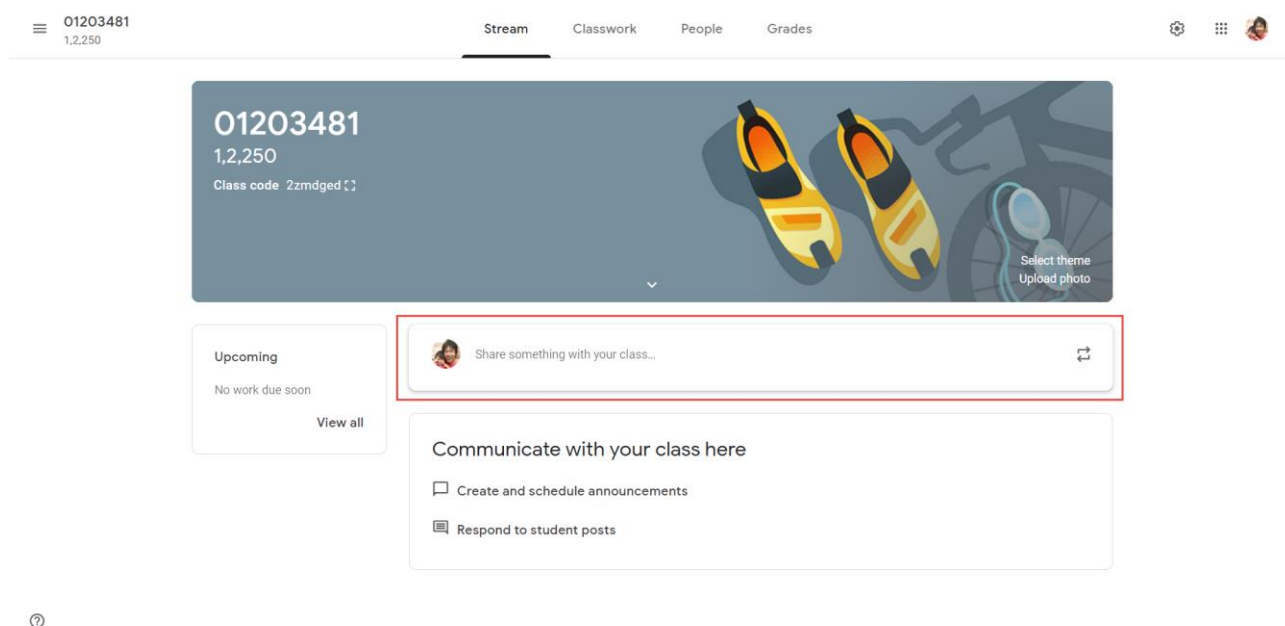 01203481
1,2,250
Stream Classwork People Grades
01203481
1,2,250
Class code 2zmdged
Select theme
Upload photo
Upcoming
No work due soon
View all
Share something with your class...
Communicate with your class here
Create and schedule announcements
Respond to student posts